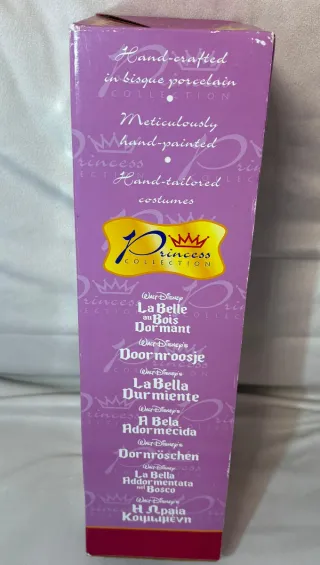 Hand-crafted
in bisque porcelain
Meticulously
hand-painted
Hand-tailored
costumes
Princess
COLLECTION
Walt Disney
La Belle
au Bois
Dormant
Walt Disney's
Doornroosje
Walt Disney's
La Bella
Durmiente
Walt Disney's
A Bela
Adormecida
Walt Disney's
Dornröschen
Walt Disney
La Bella
Addormentata
nel Bosco
Walt Disney's
Η Ωραία
Κοιμωμένη